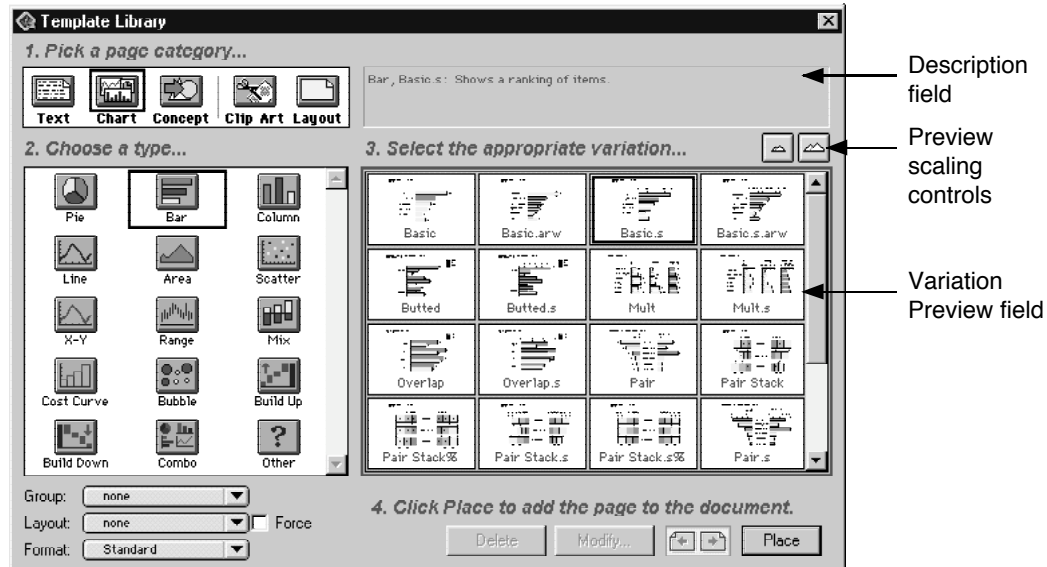 Template Library
1. Pick a page category...
Text Chart Concept Clip Art Layout
Bar, Basic.s: Shows a ranking of items.
Description
field
Preview
scaling
controls
2. Choose a type...
3. Select the appropriate variation...
Pie Bar Column
Line Area Scatter
X-Y Range Mix
Cost Curve Bubble Build Up
Build Down Combo Other
Basic Basic.arw Basic.s Basic.s.arw
Butted Butted.s Mult Mult.s
Overlap Overlap.s Pair Pair Stack
Pair Stack% Pair Stack.s Pair Stack.s% Pair.s
Variation
Preview field
Group: none
Layout: none Force
Format: Standard
4. Click Place to add the page to the document.
Delete Modify... Place